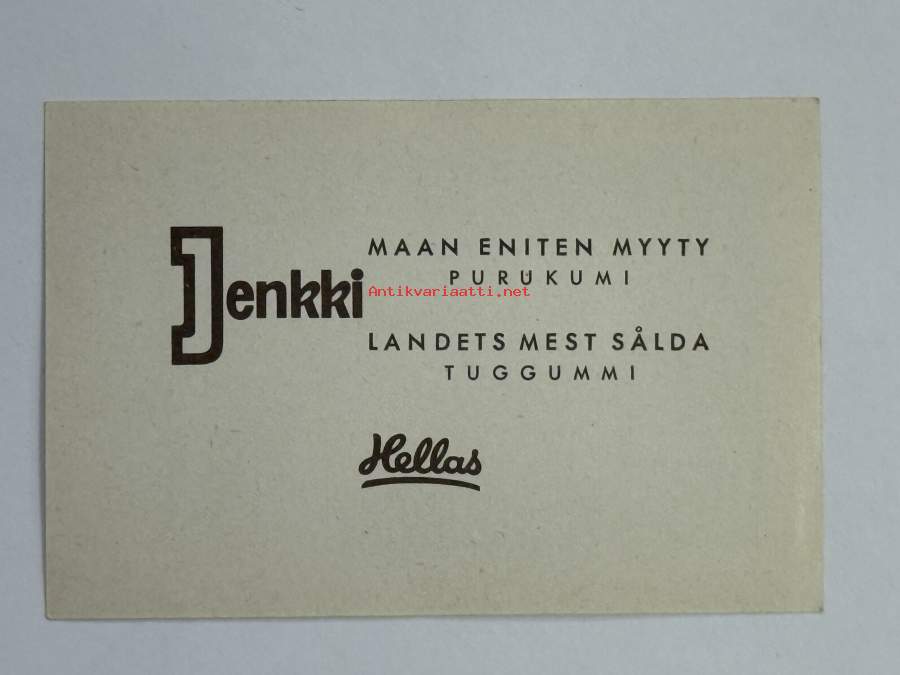 Jenkki
MAAN ENITEN MYYTY
PURUKUMI
Antikvariaatti.net
LANDETS MEST SÅLDA
TUGGUMMI
Hellas